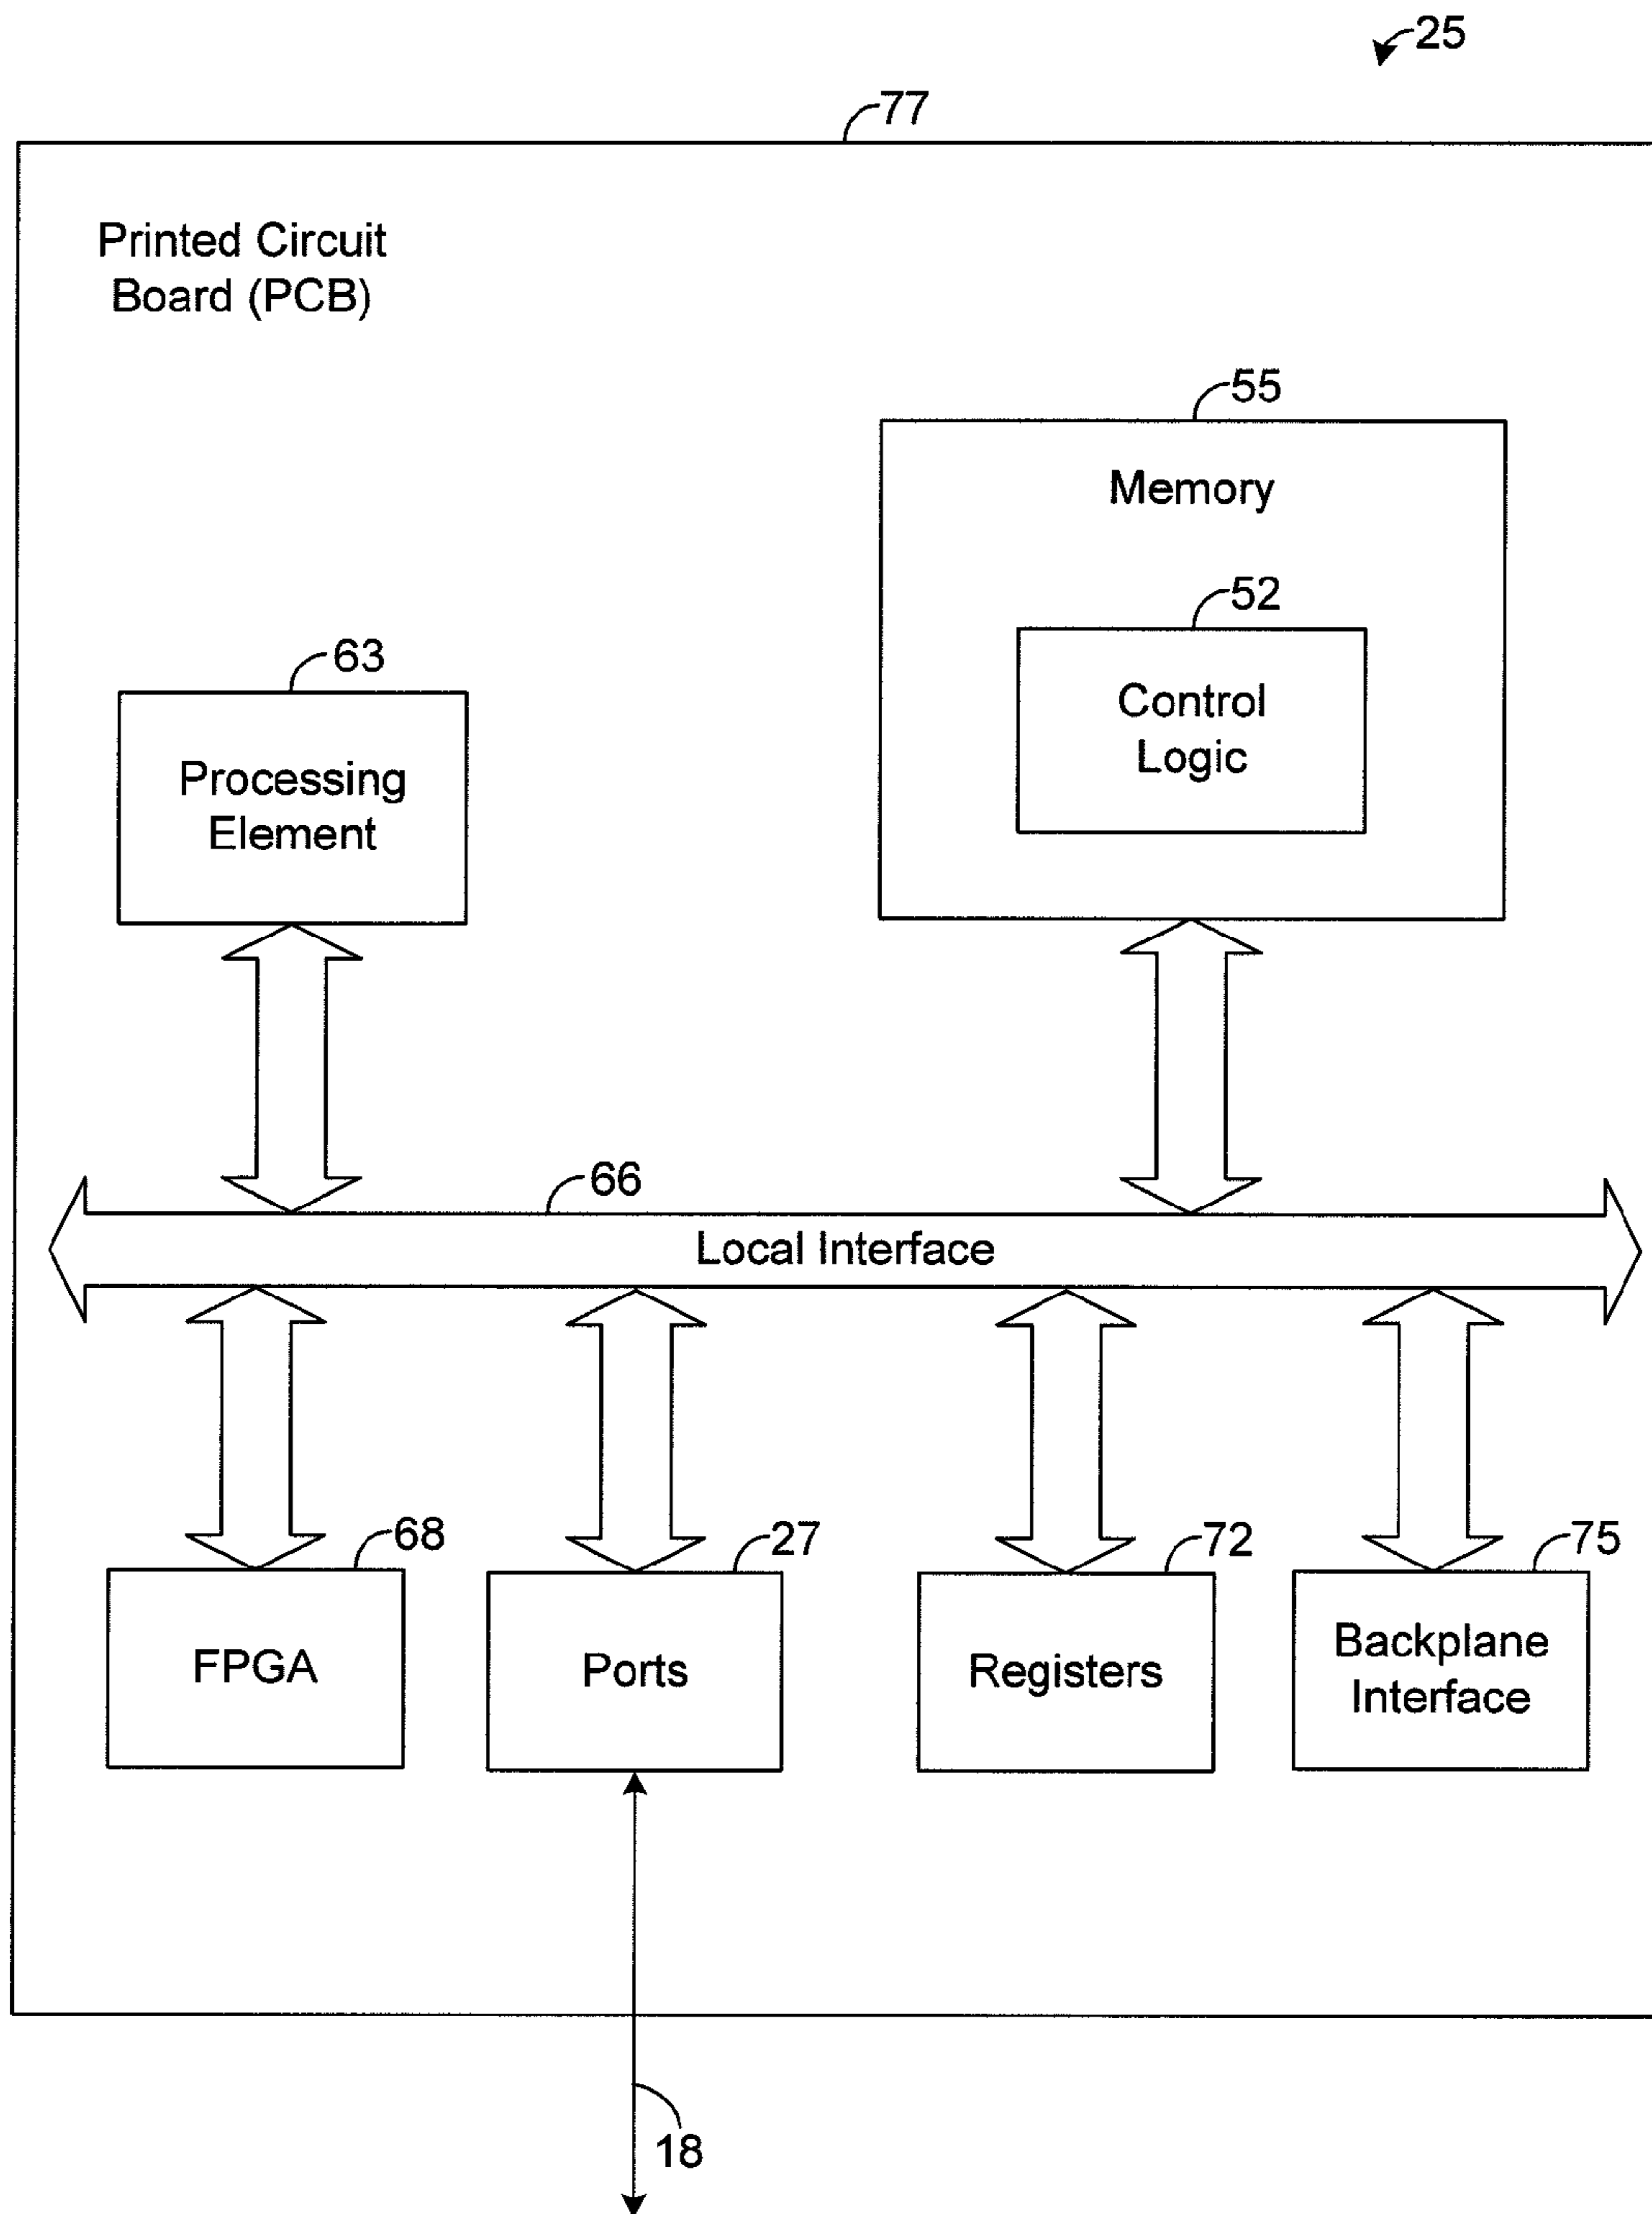 25
77
Printed Circuit
Board (PCB)
55
Memory
52
Control
Logic
63
Processing
Element
66
Local Interface
68
FPGA
27
Ports
72
Registers
75
Backplane
Interface
18